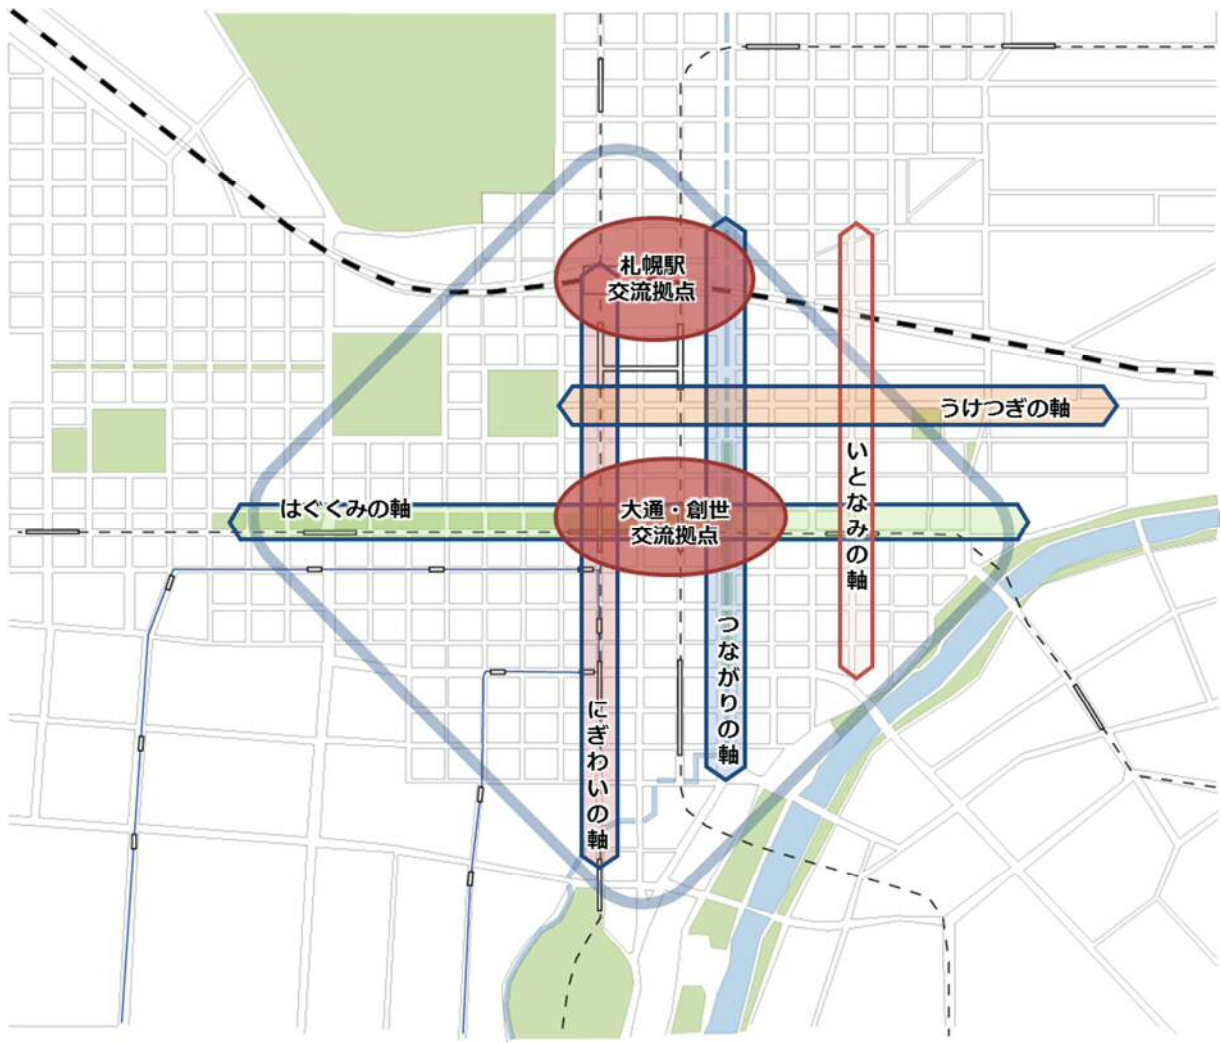 札幌駅
交流拠点
うけつぎの軸
はぐくみの軸
大通・創世
交流拠点
いとなみの軸
つながりの軸
にぎわいの軸